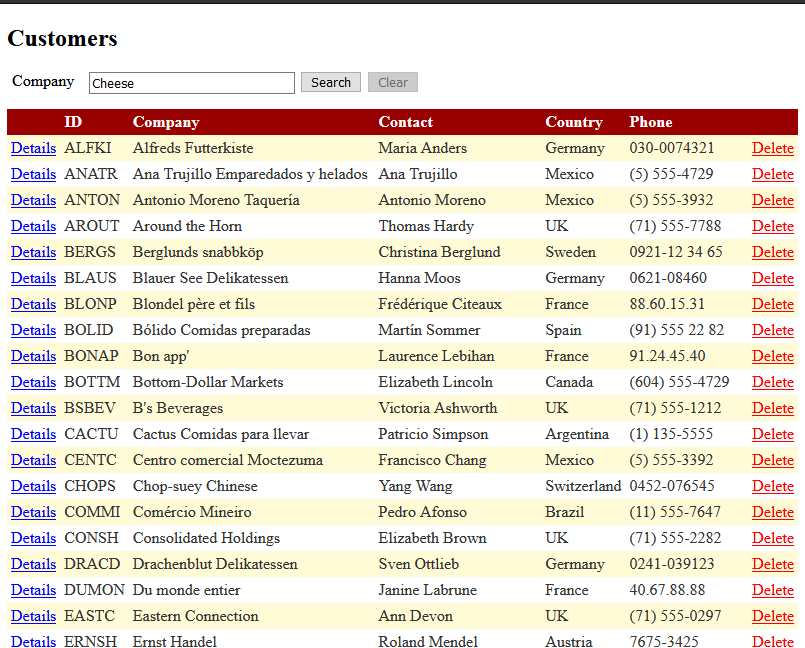 Customers
Company Cheese Search Clear
ID Company Contact Country Phone
Details ALFKI Alfreds Futterkiste Maria Anders Germany 030-0074321 Delete
Details ANATR Ana Trujillo Emparedados y helados Ana Trujillo Mexico (5) 555-4729 Delete
Details ANTON Antonio Moreno Taquería Antonio Moreno Mexico (5) 555-3932 Delete
Details AROUT Around the Horn Thomas Hardy UK (71) 555-7788 Delete
Details BERGS Berglunds snabbköp Christina Berglund Sweden 0921-12 34 65 Delete
Details BLAUS Blauer See Delikatessen Hanna Moos Germany 0621-08460 Delete
Details BLONP Blondel père et fils Frédérique Citeaux France 88.60.15.31 Delete
Details BOLID Bólido Comidas preparadas Martín Sommer Spain (91) 555 22 82 Delete
Details BONAP Bon app' Laurence Lebihan France 91.24.45.40 Delete
Details BOTTM Bottom-Dollar Markets Elizabeth Lincoln Canada (604) 555-4729 Delete
Details BSBEV B's Beverages Victoria Ashworth UK (71) 555-1212 Delete
Details CACTU Cactus Comidas para llevar Patricio Simpson Argentina (1) 135-5555 Delete
Details CENTC Centro comercial Moctezuma Francisco Chang Mexico (5) 555-3392 Delete
Details CHOPS Chop-suey Chinese Yang Wang Switzerland 0452-076545 Delete
Details COMMI Comércio Mineiro Pedro Afonso Brazil (11) 555-7647 Delete
Details CONSH Consolidated Holdings Elizabeth Brown UK (71) 555-2282 Delete
Details DRACD Drachenblut Delikatessen Sven Ottlieb Germany 0241-039123 Delete
Details DUMON Du monde entier Janine Labrune France 40.67.88.88 Delete
Details EASTC Eastern Connection Ann Devon UK (71) 555-0297 Delete
Details ERNSH Ernst Handel Roland Mendel Austria 7675-3425 Delete